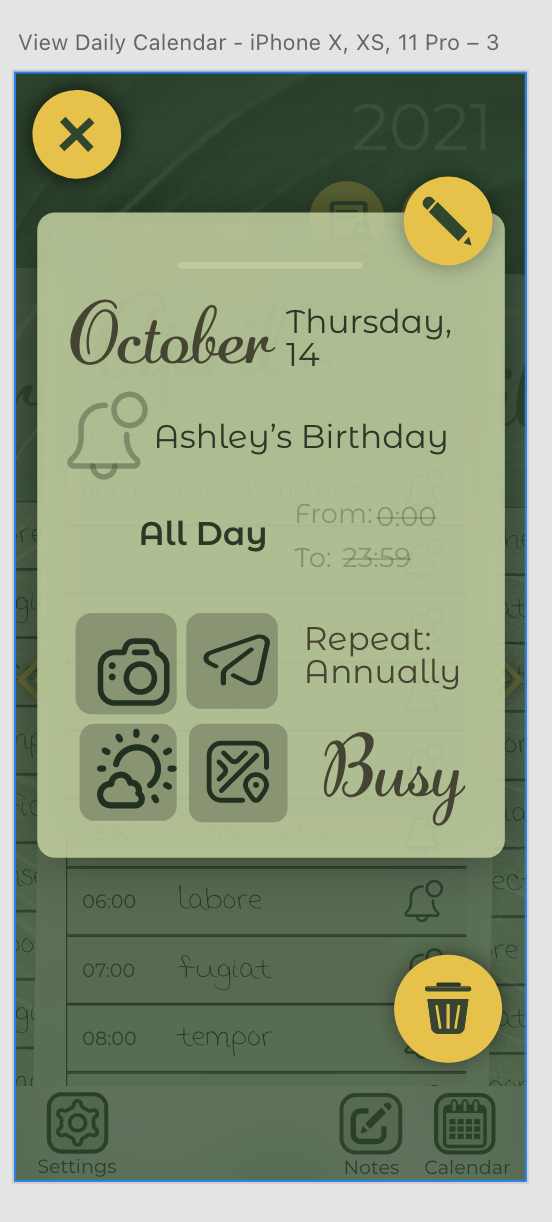 View Daily Calendar - iPhone X, XS, 11 Pro – 3
2021
October
Thursday,
14
Ashley's Birthday
All Day
From: 0:00
To: 23:59
Repeat:
Annually
Busy
06:00 labore
07:00 fugiat
08:00 tempor
Settings
Notes
Calendar